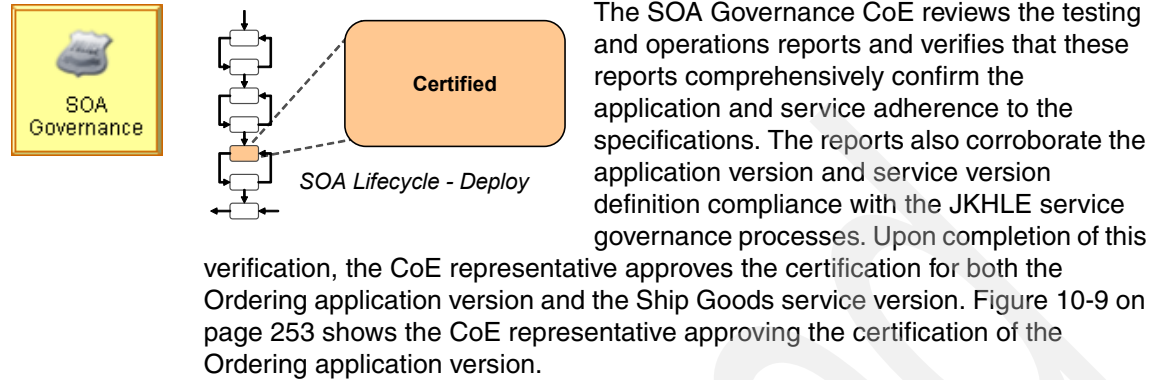 SOA
Governance
Certified
SOA Lifecycle - Deploy
The SOA Governance CoE reviews the testing
and operations reports and verifies that these
reports comprehensively confirm the
application and service adherence to the
specifications. The reports also corroborate the
application version and service version
definition compliance with the JKHLE service
governance processes. Upon completion of this
verification, the CoE representative approves the certification for both the
Ordering application version and the Ship Goods service version. Figure 10-9 on
page 253 shows the CoE representative approving the certification of the
Ordering application version.